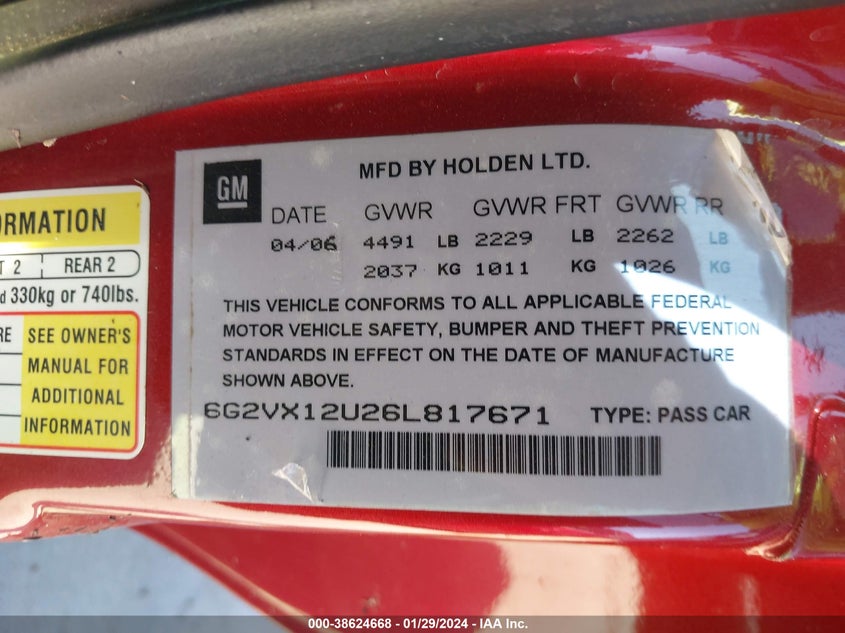 GM
MFD BY HOLDEN LTD.
DATE GVWR GVWR FRT GVWR RR
04/06 4491 LB 2229 LB 2262 LB
2037 KG 1011 KG 1026 KG
THIS VEHICLE CONFORMS TO ALL APPLICABLE FEDERAL
MOTOR VEHICLE SAFETY, BUMPER AND THEFT PREVENTION
STANDARDS IN EFFECT ON THE DATE OF MANUFACTURE
SHOWN ABOVE.
6G2VX12U26L817671 TYPE: PASS CAR
ORMATION
T 2 REAR 2
d 330kg or 740lbs.
RE SEE OWNER'S
MANUAL FOR
ADDITIONAL
INFORMATION
000-38624668 - 01/29/2024 - IAA Inc.